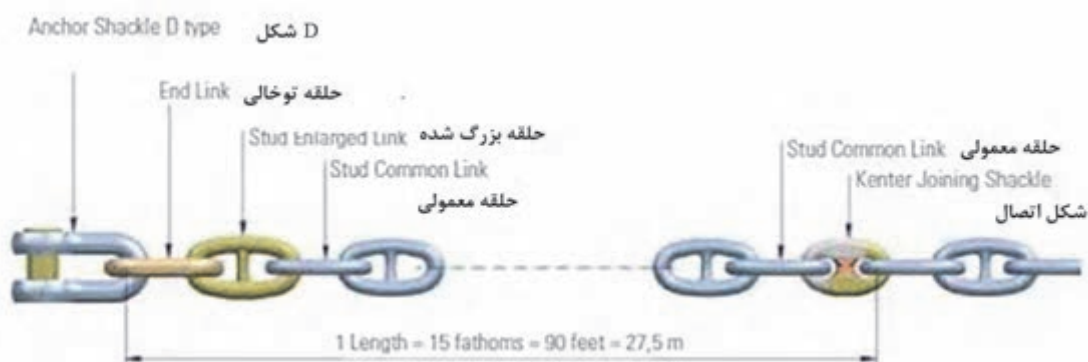 Anchor Shackle D type شکل D
End Link حلقه توخالی
Stud Enlarged Link حلقه بزرگ شده
Stud Common Link
حلقه معمولی
Stud Common Link حلقه معمولی
Kenter Joining Shackle
شکل اتصال
1 Length = 15 fathoms = 90 feet = 27,5 m